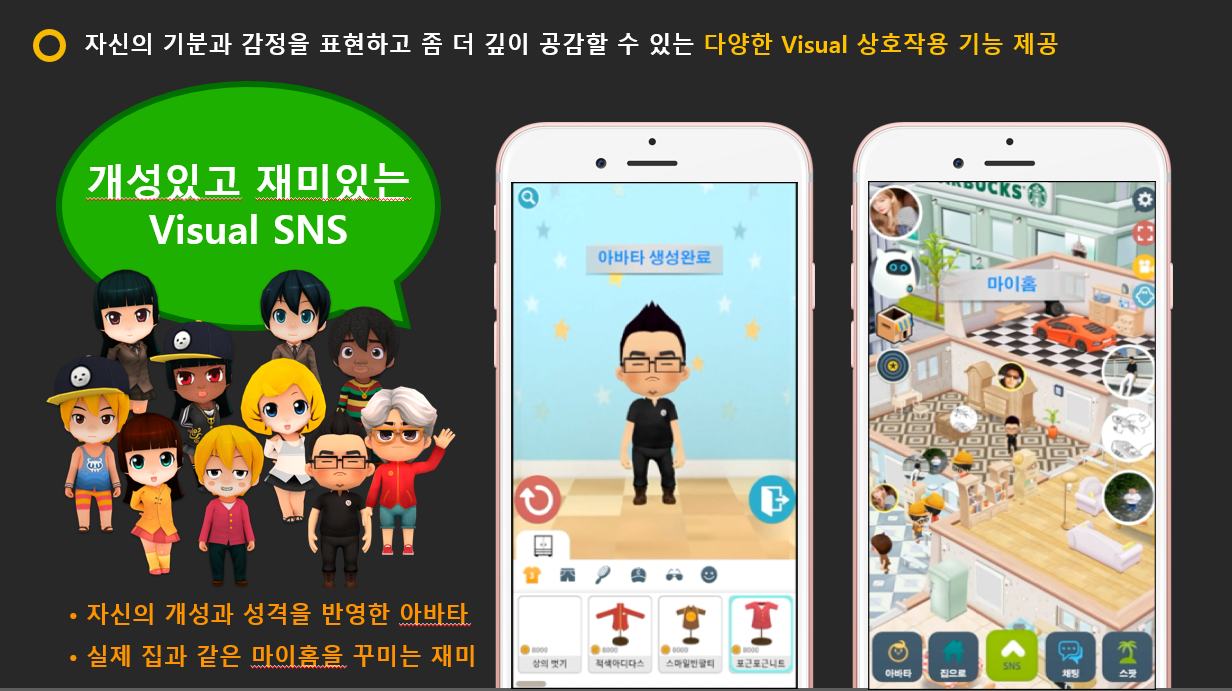 자신의 기분과 감정을 표현하고 좀 더 깊이 공감할 수 있는 다양한 Visual 상호작용 기능 제공
개성있고 재미있는
Visual SNS
• 자신의 개성과 성격을 반영한 아바타
• 실제 집과 같은 마이홈을 꾸미는 재미
아바타 생성완료
8000
8000
6000
8000
상의 벗기
적색아디다스
스마일반팔티
포근포근니트
ARBUCKS
마이홈
아바타
집으로
SNS
채팅
스팟